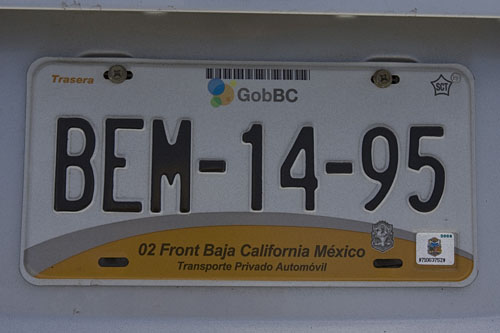 Trasera
GobBC
SCT
BEM-14-95
02 Front Baja California México
Transporte Privado Automóvil